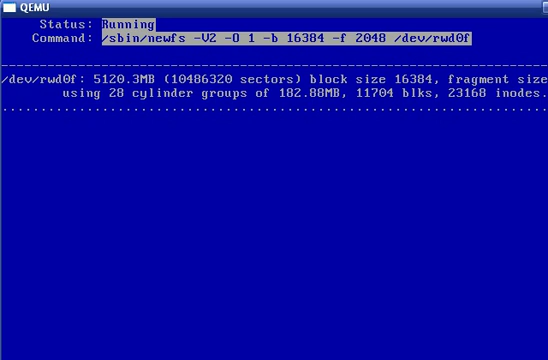 QEMU
Status: Running
Command: /sbin/newfs -V2 -O 1 -b 16384 -f 2048 /dev/rwd0f
/dev/rwd0f: 5120.3MB (10486320 sectors) block size 16384, fragment size
using 28 cylinder groups of 182.88MB, 11704 blks, 23168 inodes.
.......................................................................